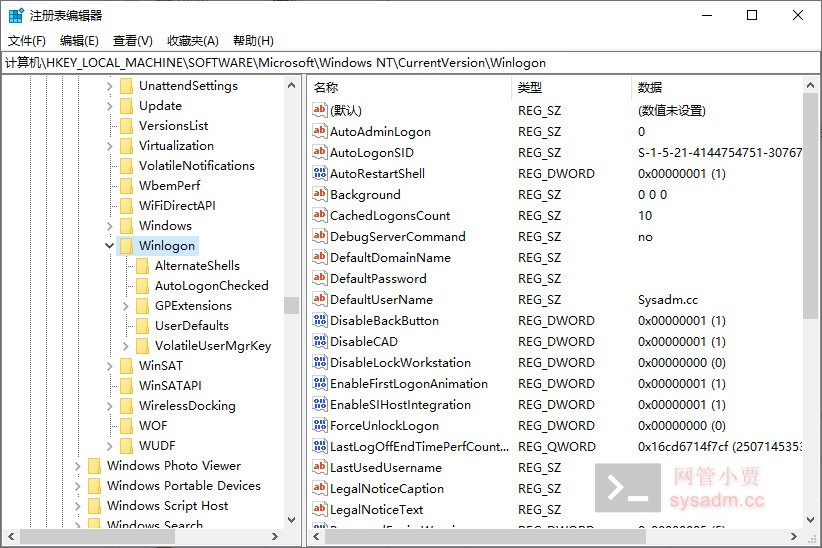 注册表编辑器
文件(F) 编辑(E) 查看(V) 收藏夹(A) 帮助(H)
计算机\HKEY_LOCAL_MACHINE\SOFTWARE\Microsoft\Windows NT\CurrentVersion\Winlogon
UnattendSettings
Update
VersionsList
Virtualization
VolatileNotifications
WbemPerf
WiFiDirectAPI
Windows
Winlogon
AlternateShells
AutoLogonChecked
GPExtensions
UserDefaults
VolatileUserMgrKey
WinSAT
WinSATAPI
WirelessDocking
WOF
WUDF
Windows Photo Viewer
Windows Portable Devices
Windows Script Host
Windows Search
名称 类型 数据
(默认) REG_SZ (数值未设置)
AutoAdminLogon REG_SZ 0
AutoLogonSID REG_SZ S-1-5-21-4144754751-30767
AutoRestartShell REG_DWORD 0x00000001 (1)
Background REG_SZ 0 0 0
CachedLogonsCount REG_SZ 10
DebugServerCommand REG_SZ no
DefaultDomainName REG_SZ
DefaultPassword REG_SZ
DefaultUserName REG_SZ Sysadm.cc
DisableBackButton REG_DWORD 0x00000001 (1)
DisableCAD REG_DWORD 0x00000001 (1)
DisableLockWorkstation REG_DWORD 0x00000000 (0)
EnableFirstLogonAnimation REG_DWORD 0x00000001 (1)
EnableSIHostIntegration REG_DWORD 0x00000001 (1)
ForceUnlockLogon REG_DWORD 0x00000000 (0)
LastLogOffEndTimePerfCount... REG_QWORD 0x16cd6714f7cf (2507145353
LastUsedUsername REG_SZ
LegalNoticeCaption REG_SZ
LegalNoticeText REG_SZ
网管小贾
sysadm.cc